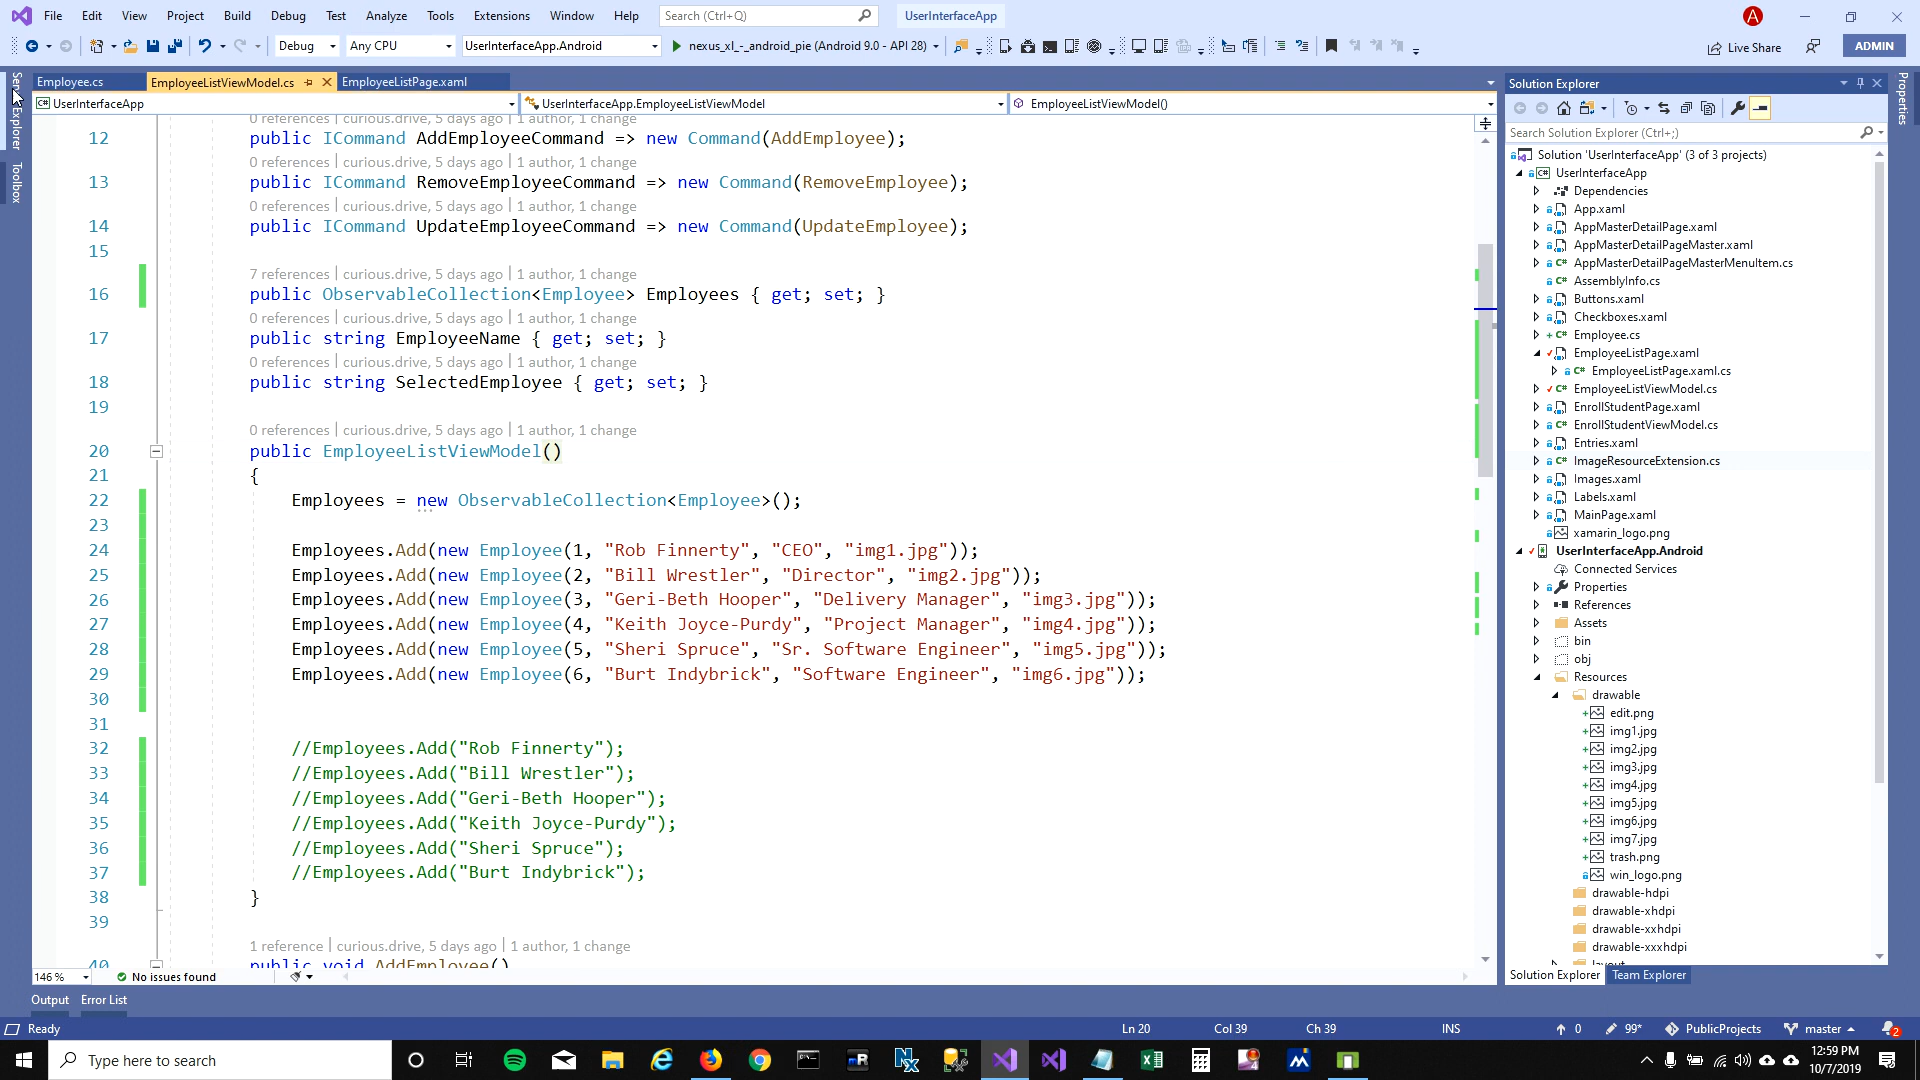 File Edit View Project Build Debug Test Analyze Tools Extensions Window Help Search (Ctrl+Q) UserInterfaceApp A
Debug Any CPU UserInterfaceApp.Android nexus_xl_-_android_pie (Android 9.0 - API 28) Live Share ADMIN
Explorer
Toolbox
Employee.cs EmployeeListViewModel.cs EmployeeListPage.xaml
UserInterfaceApp UserInterfaceApp.EmployeeListViewModel EmployeeListViewModel()
0 references | curious.drive, 5 days ago | 1 author, 1 change
12 public ICommand AddEmployeeCommand => new Command(AddEmployee);
0 references | curious.drive, 5 days ago | 1 author, 1 change
13 public ICommand RemoveEmployeeCommand => new Command(RemoveEmployee);
0 references | curious.drive, 5 days ago | 1 author, 1 change
14 public ICommand UpdateEmployeeCommand => new Command(UpdateEmployee);
15
7 references | curious.drive, 5 days ago | 1 author, 1 change
16 public ObservableCollection<Employee> Employees { get; set; }
0 references | curious.drive, 5 days ago | 1 author, 1 change
17 public string EmployeeName { get; set; }
0 references | curious.drive, 5 days ago | 1 author, 1 change
18 public string SelectedEmployee { get; set; }
19
0 references | curious.drive, 5 days ago | 1 author, 1 change
20 public EmployeeListViewModel()
21 {
22 Employees = new ObservableCollection<Employee>();
23
24 Employees.Add(new Employee(1, "Rob Finnerty", "CEO", "img1.jpg"));
25 Employees.Add(new Employee(2, "Bill Wrestler", "Director", "img2.jpg"));
26 Employees.Add(new Employee(3, "Geri-Beth Hooper", "Delivery Manager", "img3.jpg"));
27 Employees.Add(new Employee(4, "Keith Joyce-Purdy", "Project Manager", "img4.jpg"));
28 Employees.Add(new Employee(5, "Sheri Spruce", "Sr. Software Engineer", "img5.jpg"));
29 Employees.Add(new Employee(6, "Burt Indybrick", "Software Engineer", "img6.jpg"));
30
31
32 //Employees.Add("Rob Finnerty");
33 //Employees.Add("Bill Wrestler");
34 //Employees.Add("Geri-Beth Hooper");
35 //Employees.Add("Keith Joyce-Purdy");
36 //Employees.Add("Sheri Spruce");
37 //Employees.Add("Burt Indybrick");
38 }
39
1 reference | curious.drive, 5 days ago | 1 author, 1 change
40 public void AddEmployee()
146 % No issues found
Solution Explorer
Properties
Search Solution Explorer (Ctrl+;)
Solution 'UserInterfaceApp' (3 of 3 projects)
UserInterfaceApp
Dependencies
App.xaml
AppMasterDetailPage.xaml
AppMasterDetailPageMaster.xaml
AppMasterDetailPageMasterMenuItem.cs
AssemblyInfo.cs
Buttons.xaml
Checkboxes.xaml
Employee.cs
EmployeeListPage.xaml
EmployeeListPage.xaml.cs
EmployeeListViewModel.cs
EnrollStudentPage.xaml
EnrollStudentViewModel.cs
Entries.xaml
ImageResourceExtension.cs
Images.xaml
Labels.xaml
MainPage.xaml
xamarin_logo.png
UserInterfaceApp.Android
Connected Services
Properties
References
Assets
bin
obj
Resources
drawable
edit.png
img1.jpg
img2.jpg
img3.jpg
img4.jpg
img5.jpg
img6.jpg
img7.jpg
trash.png
win_logo.png
drawable-hdpi
drawable-xhdpi
drawable-xxhdpi
drawable-xxxhdpi
Solution Explorer Team Explorer
Output Error List
Ready Ln 20 Col 39 Ch 39 INS 0 99* PublicProjects master 2
Type here to search 12:59 PM
10/7/2019